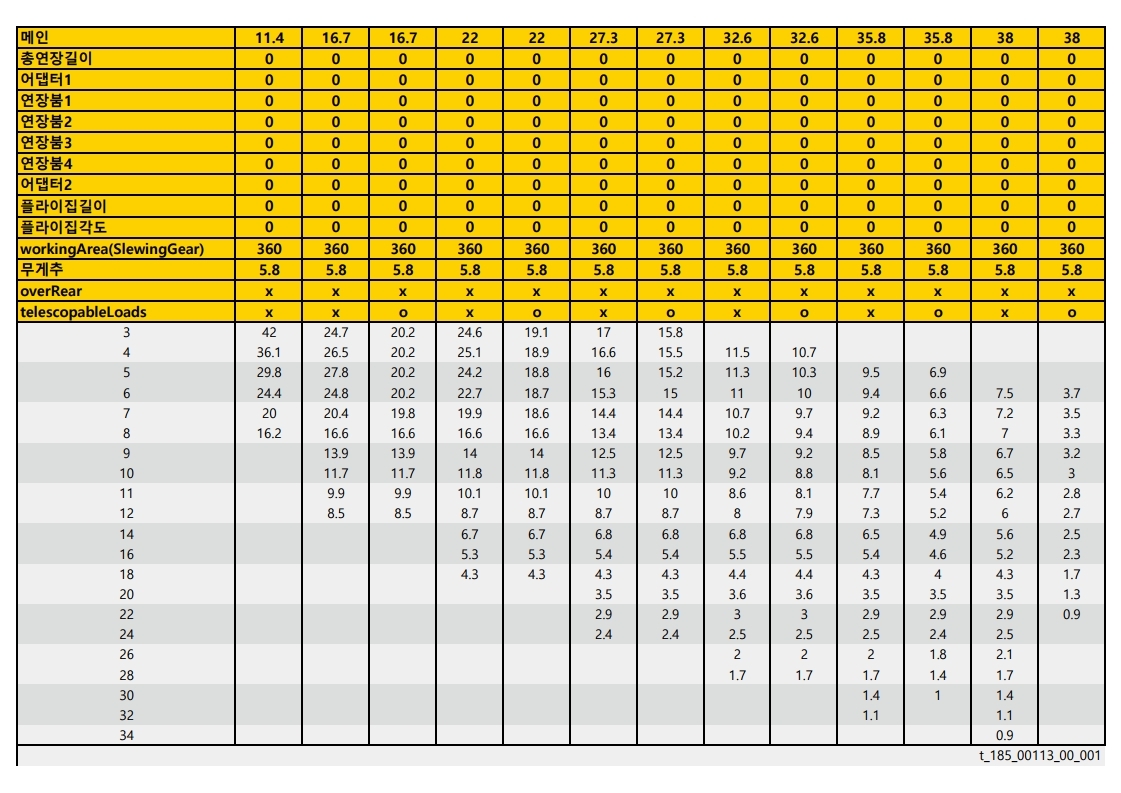 메인 11.4 16.7 16.7 22 22 27.3 27.3 32.6 32.6 35.8 35.8 38 38
총연장길이 0 0 0 0 0 0 0 0 0 0 0 0 0
어댑터1 0 0 0 0 0 0 0 0 0 0 0 0 0
연장붐1 0 0 0 0 0 0 0 0 0 0 0 0 0
연장붐2 0 0 0 0 0 0 0 0 0 0 0 0 0
연장붐3 0 0 0 0 0 0 0 0 0 0 0 0 0
연장붐4 0 0 0 0 0 0 0 0 0 0 0 0 0
어댑터2 0 0 0 0 0 0 0 0 0 0 0 0 0
플라이집길이 0 0 0 0 0 0 0 0 0 0 0 0 0
플라이집각도 0 0 0 0 0 0 0 0 0 0 0 0 0
workingArea(SlewingGear) 360 360 360 360 360 360 360 360 360 360 360 360 360
무게추 5.8 5.8 5.8 5.8 5.8 5.8 5.8 5.8 5.8 5.8 5.8 5.8 5.8
overRear x x x x x x x x x x x x x
telescopableLoads x x o x o x o x o x o x o
3 42 24.7 20.2 24.6 19.1 17 15.8
4 36.1 26.5 20.2 25.1 18.9 16.6 15.5 11.5 10.7
5 29.8 27.8 20.2 24.2 18.8 16 15.2 11.3 10.3 9.5 6.9
6 24.4 24.8 20.2 22.7 18.7 15.3 15 11 10 9.4 6.6 7.5 3.7
7 20 20.4 19.8 19.9 18.6 14.4 14.4 10.7 9.7 9.2 6.3 7.2 3.5
8 16.2 16.6 16.6 16.6 16.6 13.4 13.4 10.2 9.4 8.9 6.1 7 3.3
9 13.9 13.9 14 14 12.5 12.5 9.7 9.2 8.5 5.8 6.7 3.2
10 11.7 11.7 11.8 11.8 11.3 11.3 9.2 8.8 8.1 5.6 6.5 3
11 9.9 9.9 10.1 10.1 10 10 8.6 8.1 7.7 5.4 6.2 2.8
12 8.5 8.5 8.7 8.7 8.7 8.7 8 7.9 7.3 5.2 6 2.7
14 6.7 6.7 6.8 6.8 6.8 6.8 6.5 4.9 5.6 2.5
16 5.3 5.3 5.4 5.4 5.5 5.5 5.4 4.6 5.2 2.3
18 4.3 4.3 4.3 4.3 4.4 4.4 4.3 4 4.3 1.7
20 3.5 3.5 3.6 3.6 3.5 3.5 3.5 1.3
22 2.9 2.9 3 3 2.9 2.9 2.9 0.9
24 2.4 2.4 2.5 2.5 2.5 2.4 2.5
26 2 2 2 1.8 2.1
28 1.7 1.7 1.7 1.4 1.7
30 1.4 1 1.4
32 1.1 1.1
34 0.9
t_185_00113_00_001